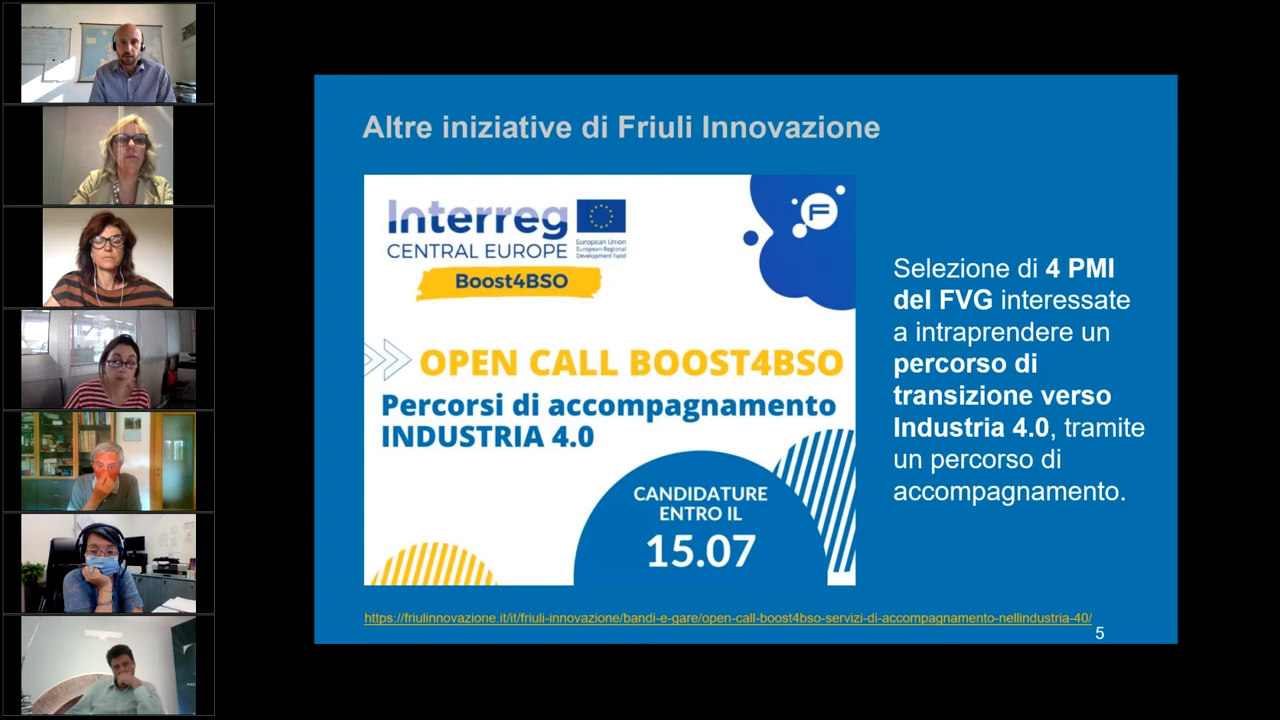 Altre iniziative di Friuli Innovazione
Interreg
CENTRAL EUROPE
European Union
European Regional
Development Fund
Boost4BSO
F
OPEN CALL BOOST4BSO
Percorsi di accompagnamento
INDUSTRIA 4.0
CANDIDATURE
ENTRO IL
15.07
Selezione di 4 PMI
del FVG interessate
a intraprendere un
percorso di
transizione verso
Industria 4.0, tramite
un percorso di
accompagnamento.
https://friulinnovazione.it/it/friuli-innovazione/bandi-e-gare/open-call-boost4bso-servizi-di-accompagnamento-nellindustria-40/
5